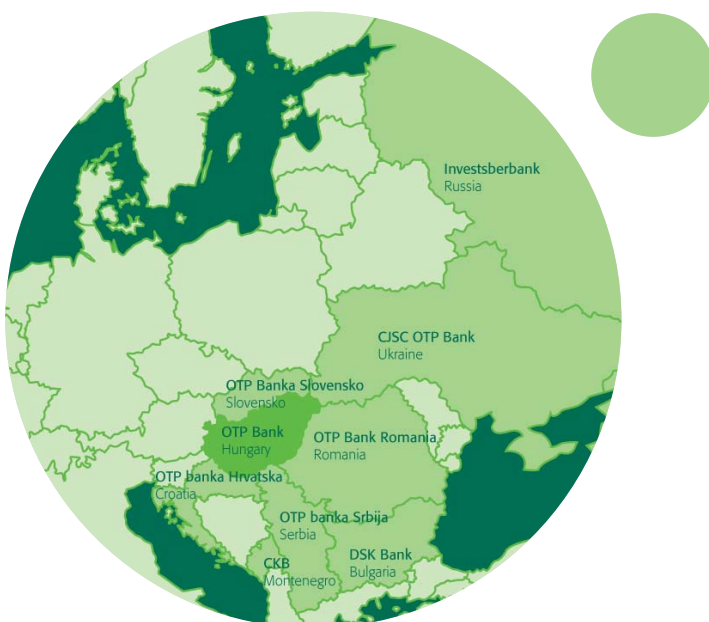 Investsberbank
Russia
CJSC OTP Bank
Ukraine
OTP Banka Slovensko
Slovensko
OTP Bank
Hungary
OTP Bank Romania
Romania
OTP banka Hrvatska
Croatia
OTP banka Srbija
Serbia
CKB
Montenegro
DSK Bank
Bulgaria